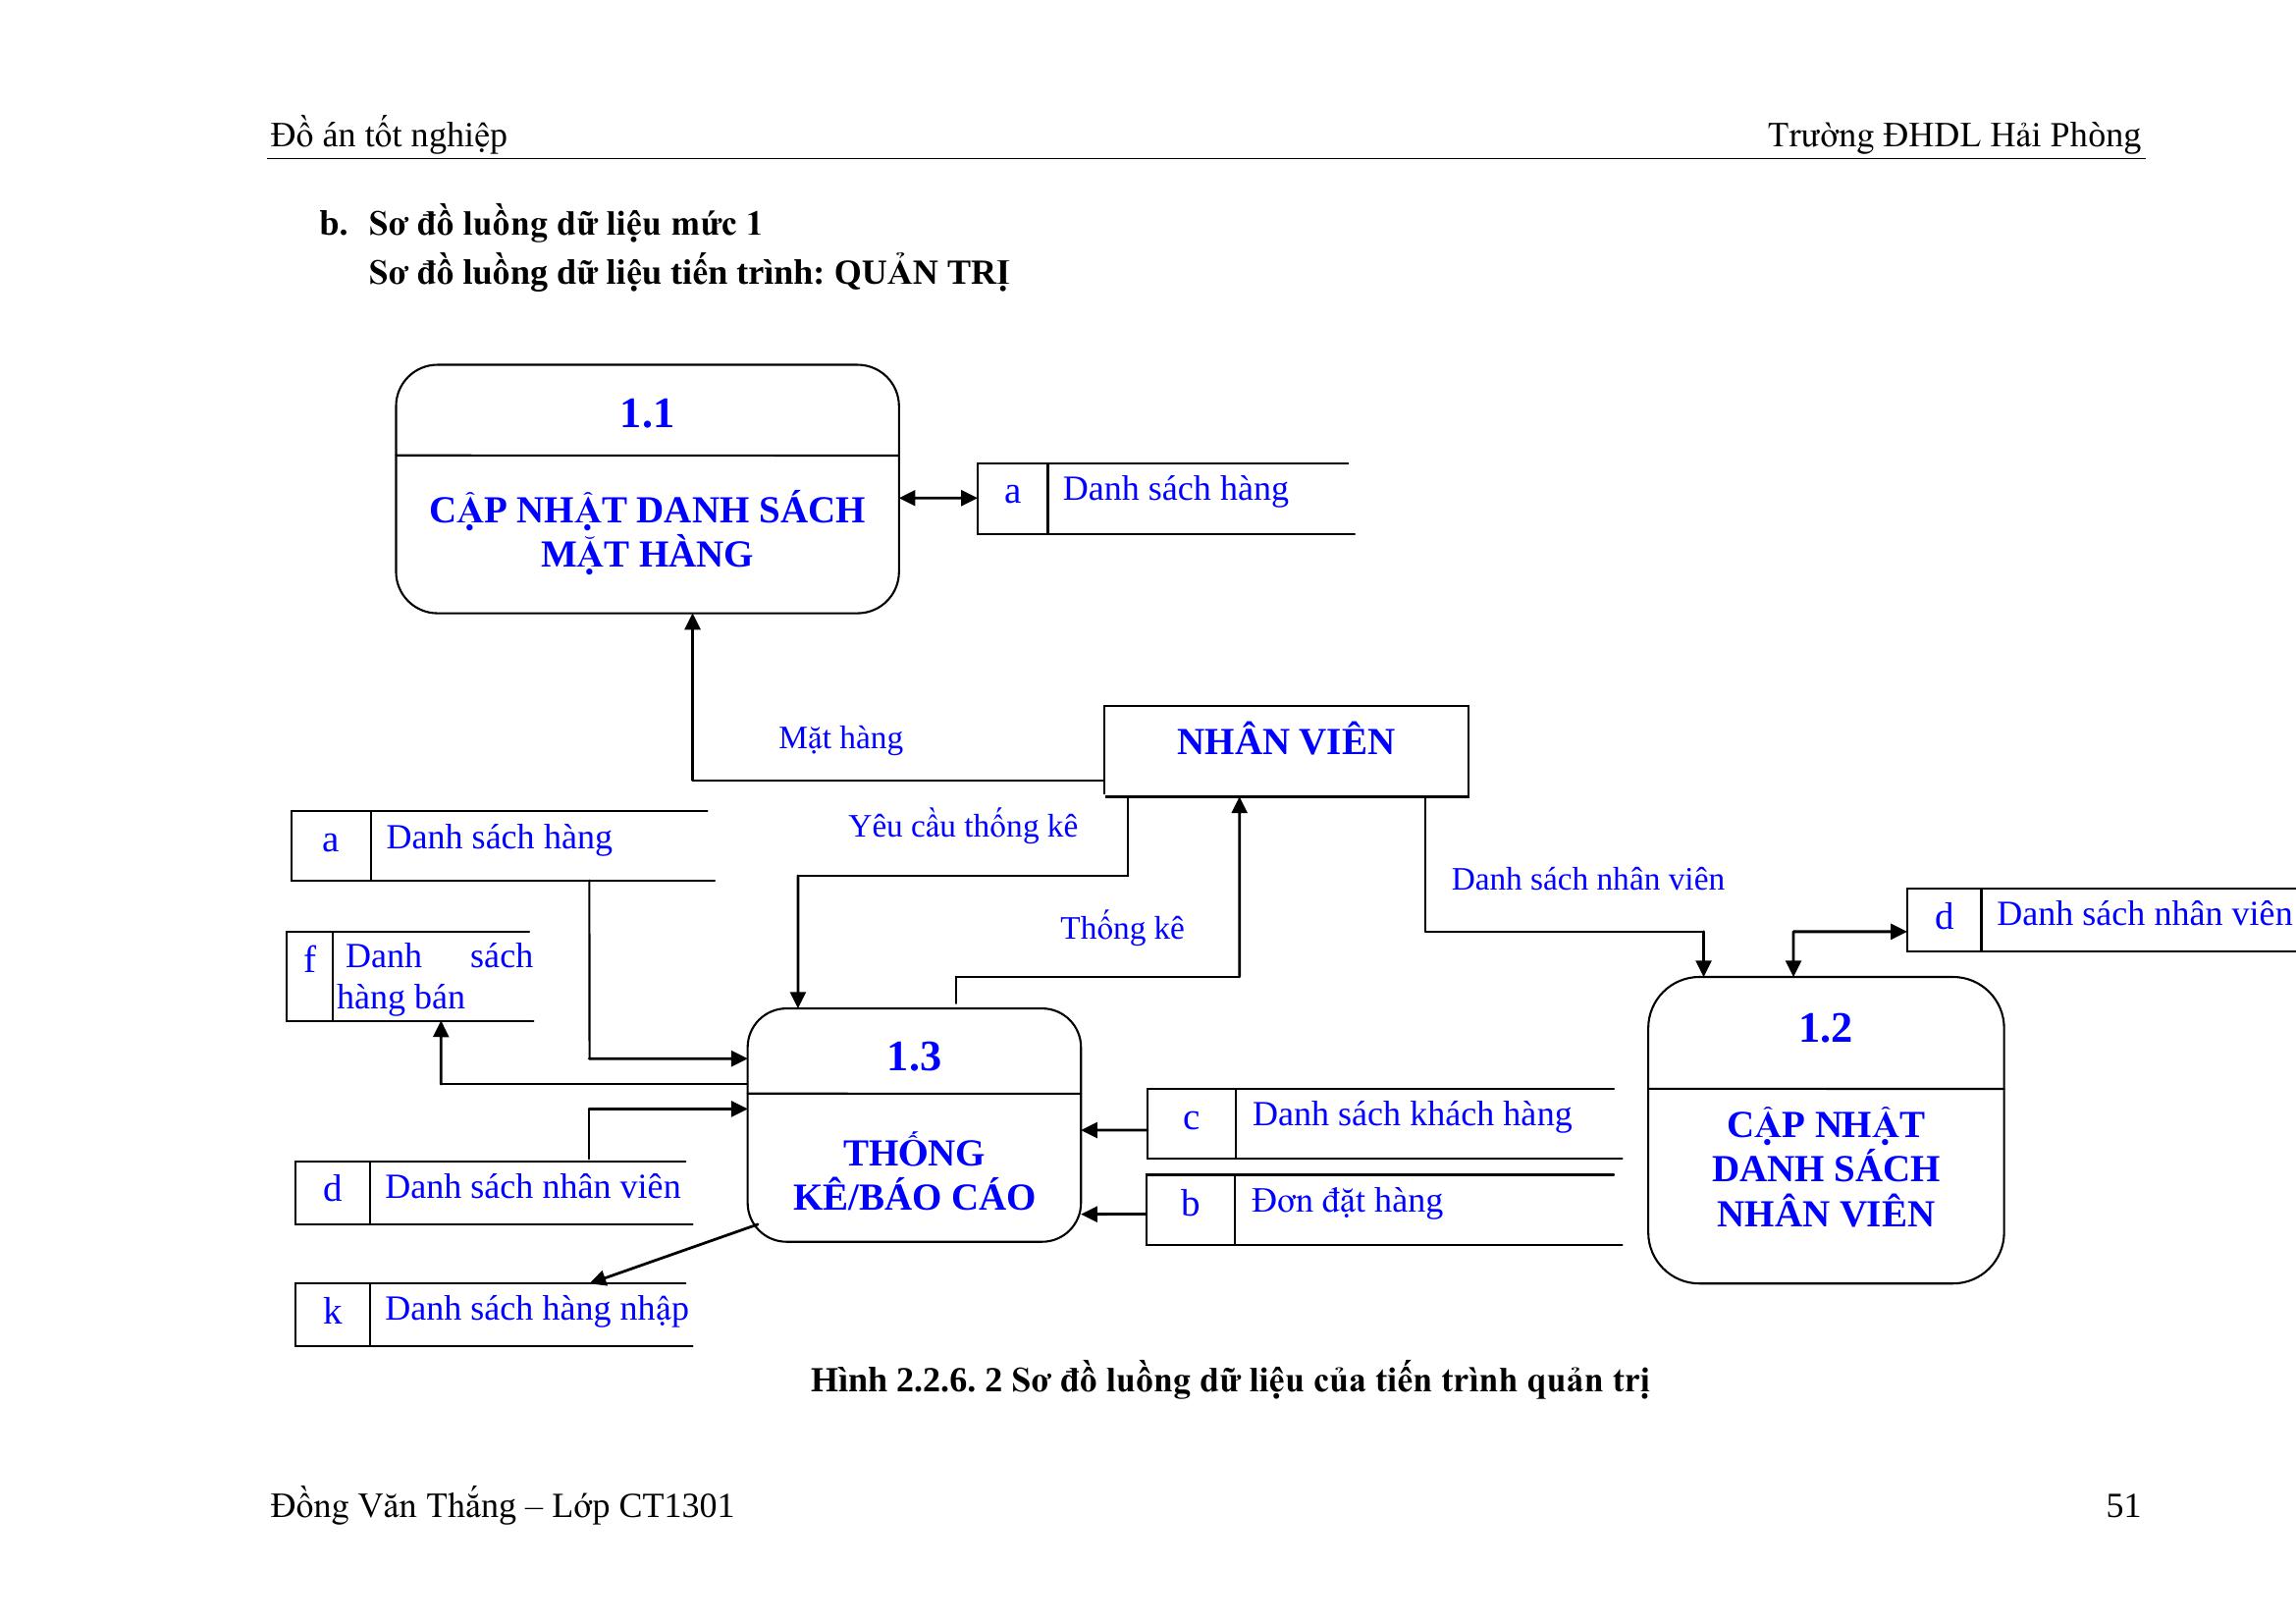 Đồ án tốt nghiệp
Trường ĐHDL Hải Phòng
b. Sơ đồ luồng dữ liệu mức 1
Sơ đồ luồng dữ liệu tiến trình: QUẢN TRỊ
1.1
CẬP NHẬT DANH SÁCH
MẶT HÀNG
a Danh sách hàng
NHÂN VIÊN
Mặt hàng
Yêu cầu thống kê
a Danh sách hàng
Danh sách nhân viên
d Danh sách nhân viên
Thống kê
f Danh sách
hàng bán
1.3
THỐNG
KÊ/BÁO CÁO
1.2
CẬP NHẬT
DANH SÁCH
NHÂN VIÊN
c Danh sách khách hàng
d Danh sách nhân viên
b Đơn đặt hàng
k Danh sách hàng nhập
Hình 2.2.6. 2 Sơ đồ luồng dữ liệu của tiến trình quản trị
Đồng Văn Thắng – Lớp CT1301
51